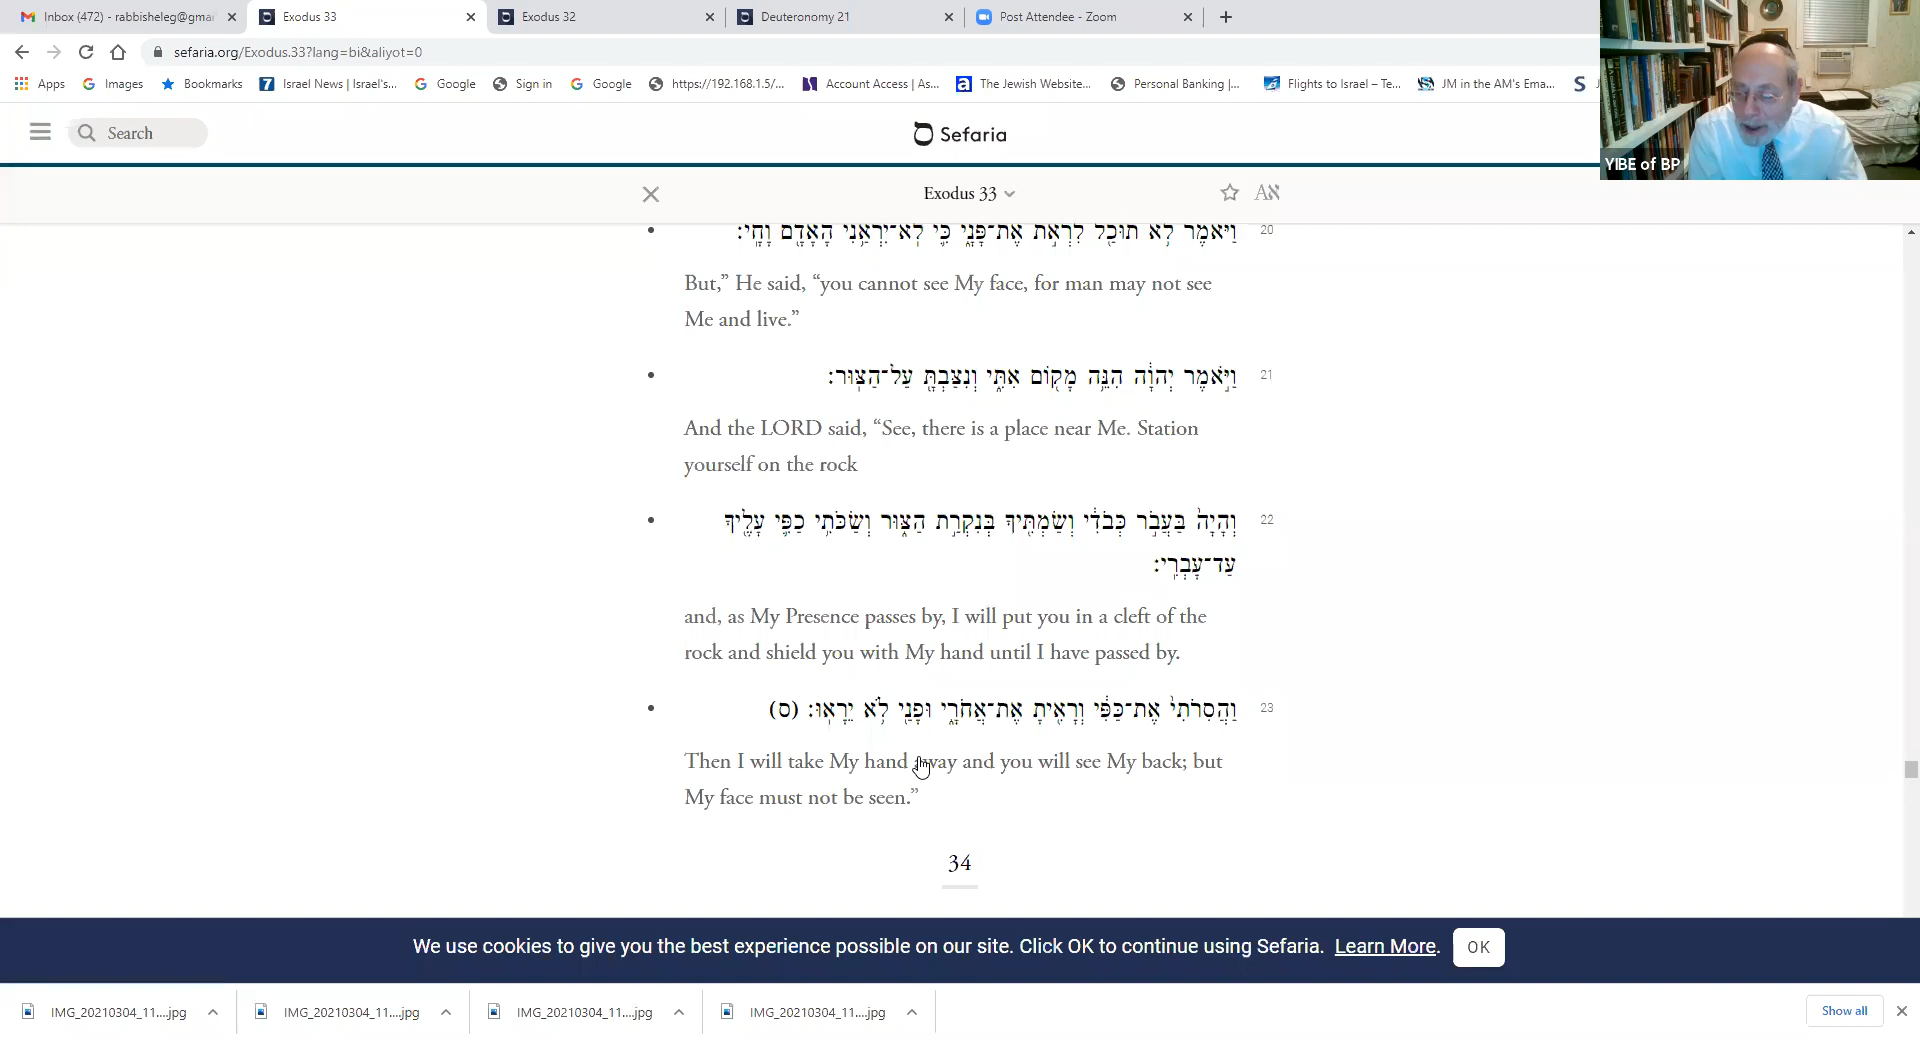 Inbox (472) - rabbisheleg@gmai
Exodus 33
Exodus 32
Deuteronomy 21
Post Attendee - Zoom
sefaria.org/Exodus.33?lang=bi&aliyot=0
Apps Images Bookmarks Israel News | Israel's... Google Sign in Google https://192.168.1.5/... Account Access | As... The Jewish Website... Personal Banking |... Flights to Israel – Te... JM in the AM's Ema...
YIBE of BP
Search
Sefaria
Exodus 33
20
וַיֹּ֕אמֶר לֹ֥א תוּכַ֖ל לִרְאֹ֣ת אֶת־פָּנָ֑י כִּ֛י לֹֽא־יִרְאַ֥נִי הָאָדָ֖ם וָחָֽי׃
But,” He said, “you cannot see My face, for man may not see
Me and live.”
21
וַיֹּ֣אמֶר יְהוָ֔ה הִנֵּ֥ה מָק֖וֹם אִתִּ֑י וְנִצַּבְתָּ֖ עַל־הַצּֽוּר׃
And the LORD said, “See, there is a place near Me. Station
yourself on the rock
22
וְהָיָה֙ בַּעֲבֹ֣ר כְּבֹדִ֔י וְשַׂמְתִּ֖יךָ בְּנִקְרַ֣ת הַצּ֑וּר וְשַׂכֹּתִ֥י כַפִּ֛י עָלֶ֖יךָ
עַד־עָבְרִֽי׃
and, as My Presence passes by, I will put you in a cleft of the
rock and shield you with My hand until I have passed by.
23
וַהֲסִרֹתִי֙ אֶת־כַּפִּ֔י וְרָאִ֖יתָ אֶת־אֲחֹרָ֑י וּפָנַ֖י לֹ֥א יֵרָאֽוּ׃ (ס)
Then I will take My hand away and you will see My back; but
My face must not be seen.”
34
We use cookies to give you the best experience possible on our site. Click OK to continue using Sefaria. Learn More. OK
IMG_20210304_11....jpg IMG_20210304_11....jpg IMG_20210304_11....jpg IMG_20210304_11....jpg Show all